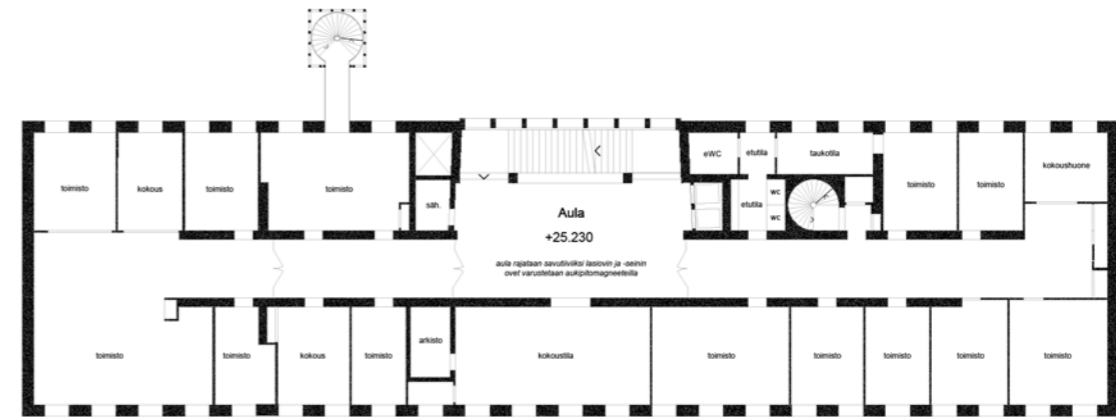 eWC
etutila
taukotila
kokoushuone
toimisto
kokous
toimisto
toimisto
toimisto
toimisto
WC
säh.
etutila
WC
Aula
+25.230
aula rajataan savutiiviiksi lasiovin ja -seinin
ovet varustetaan aukipitomagneeteilla
arkisto
toimisto
toimisto
kokous
toimisto
kokoustila
toimisto
toimisto
toimisto
toimisto
toimisto